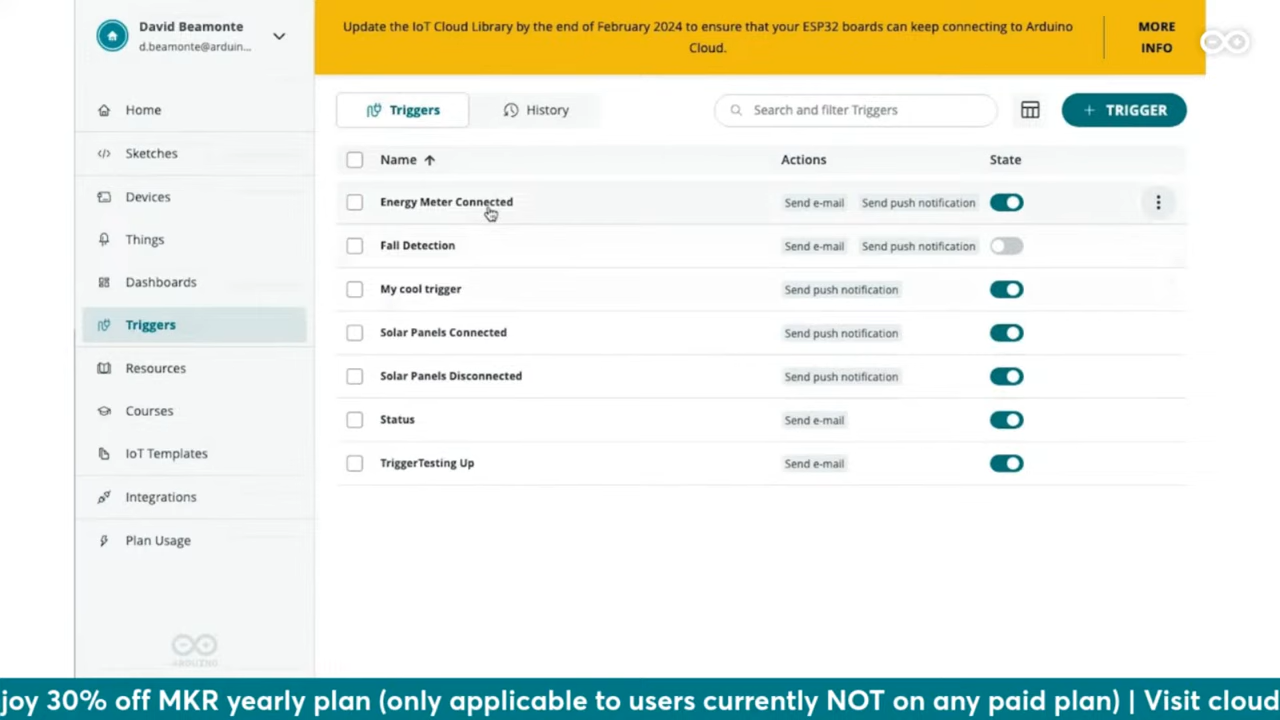 David Beamonte
d.beamonte@arduin...
Update the IoT Cloud Library by the end of February 2024 to ensure that your ESP32 boards can keep connecting to Arduino
Cloud.
MORE
INFO
Home
Sketches
Devices
Things
Dashboards
Triggers
Resources
Courses
IoT Templates
Integrations
Plan Usage
ARDUINO
Triggers
History
Search and filter Triggers
+ TRIGGER
Name ↑ Actions State
Energy Meter Connected Send e-mail Send push notification
Fall Detection Send e-mail Send push notification
My cool trigger Send push notification
Solar Panels Connected Send push notification
Solar Panels Disconnected Send push notification
Status Send e-mail
TriggerTesting Up Send e-mail
joy 30% off MKR yearly plan (only applicable to users currently NOT on any paid plan) | Visit cloud